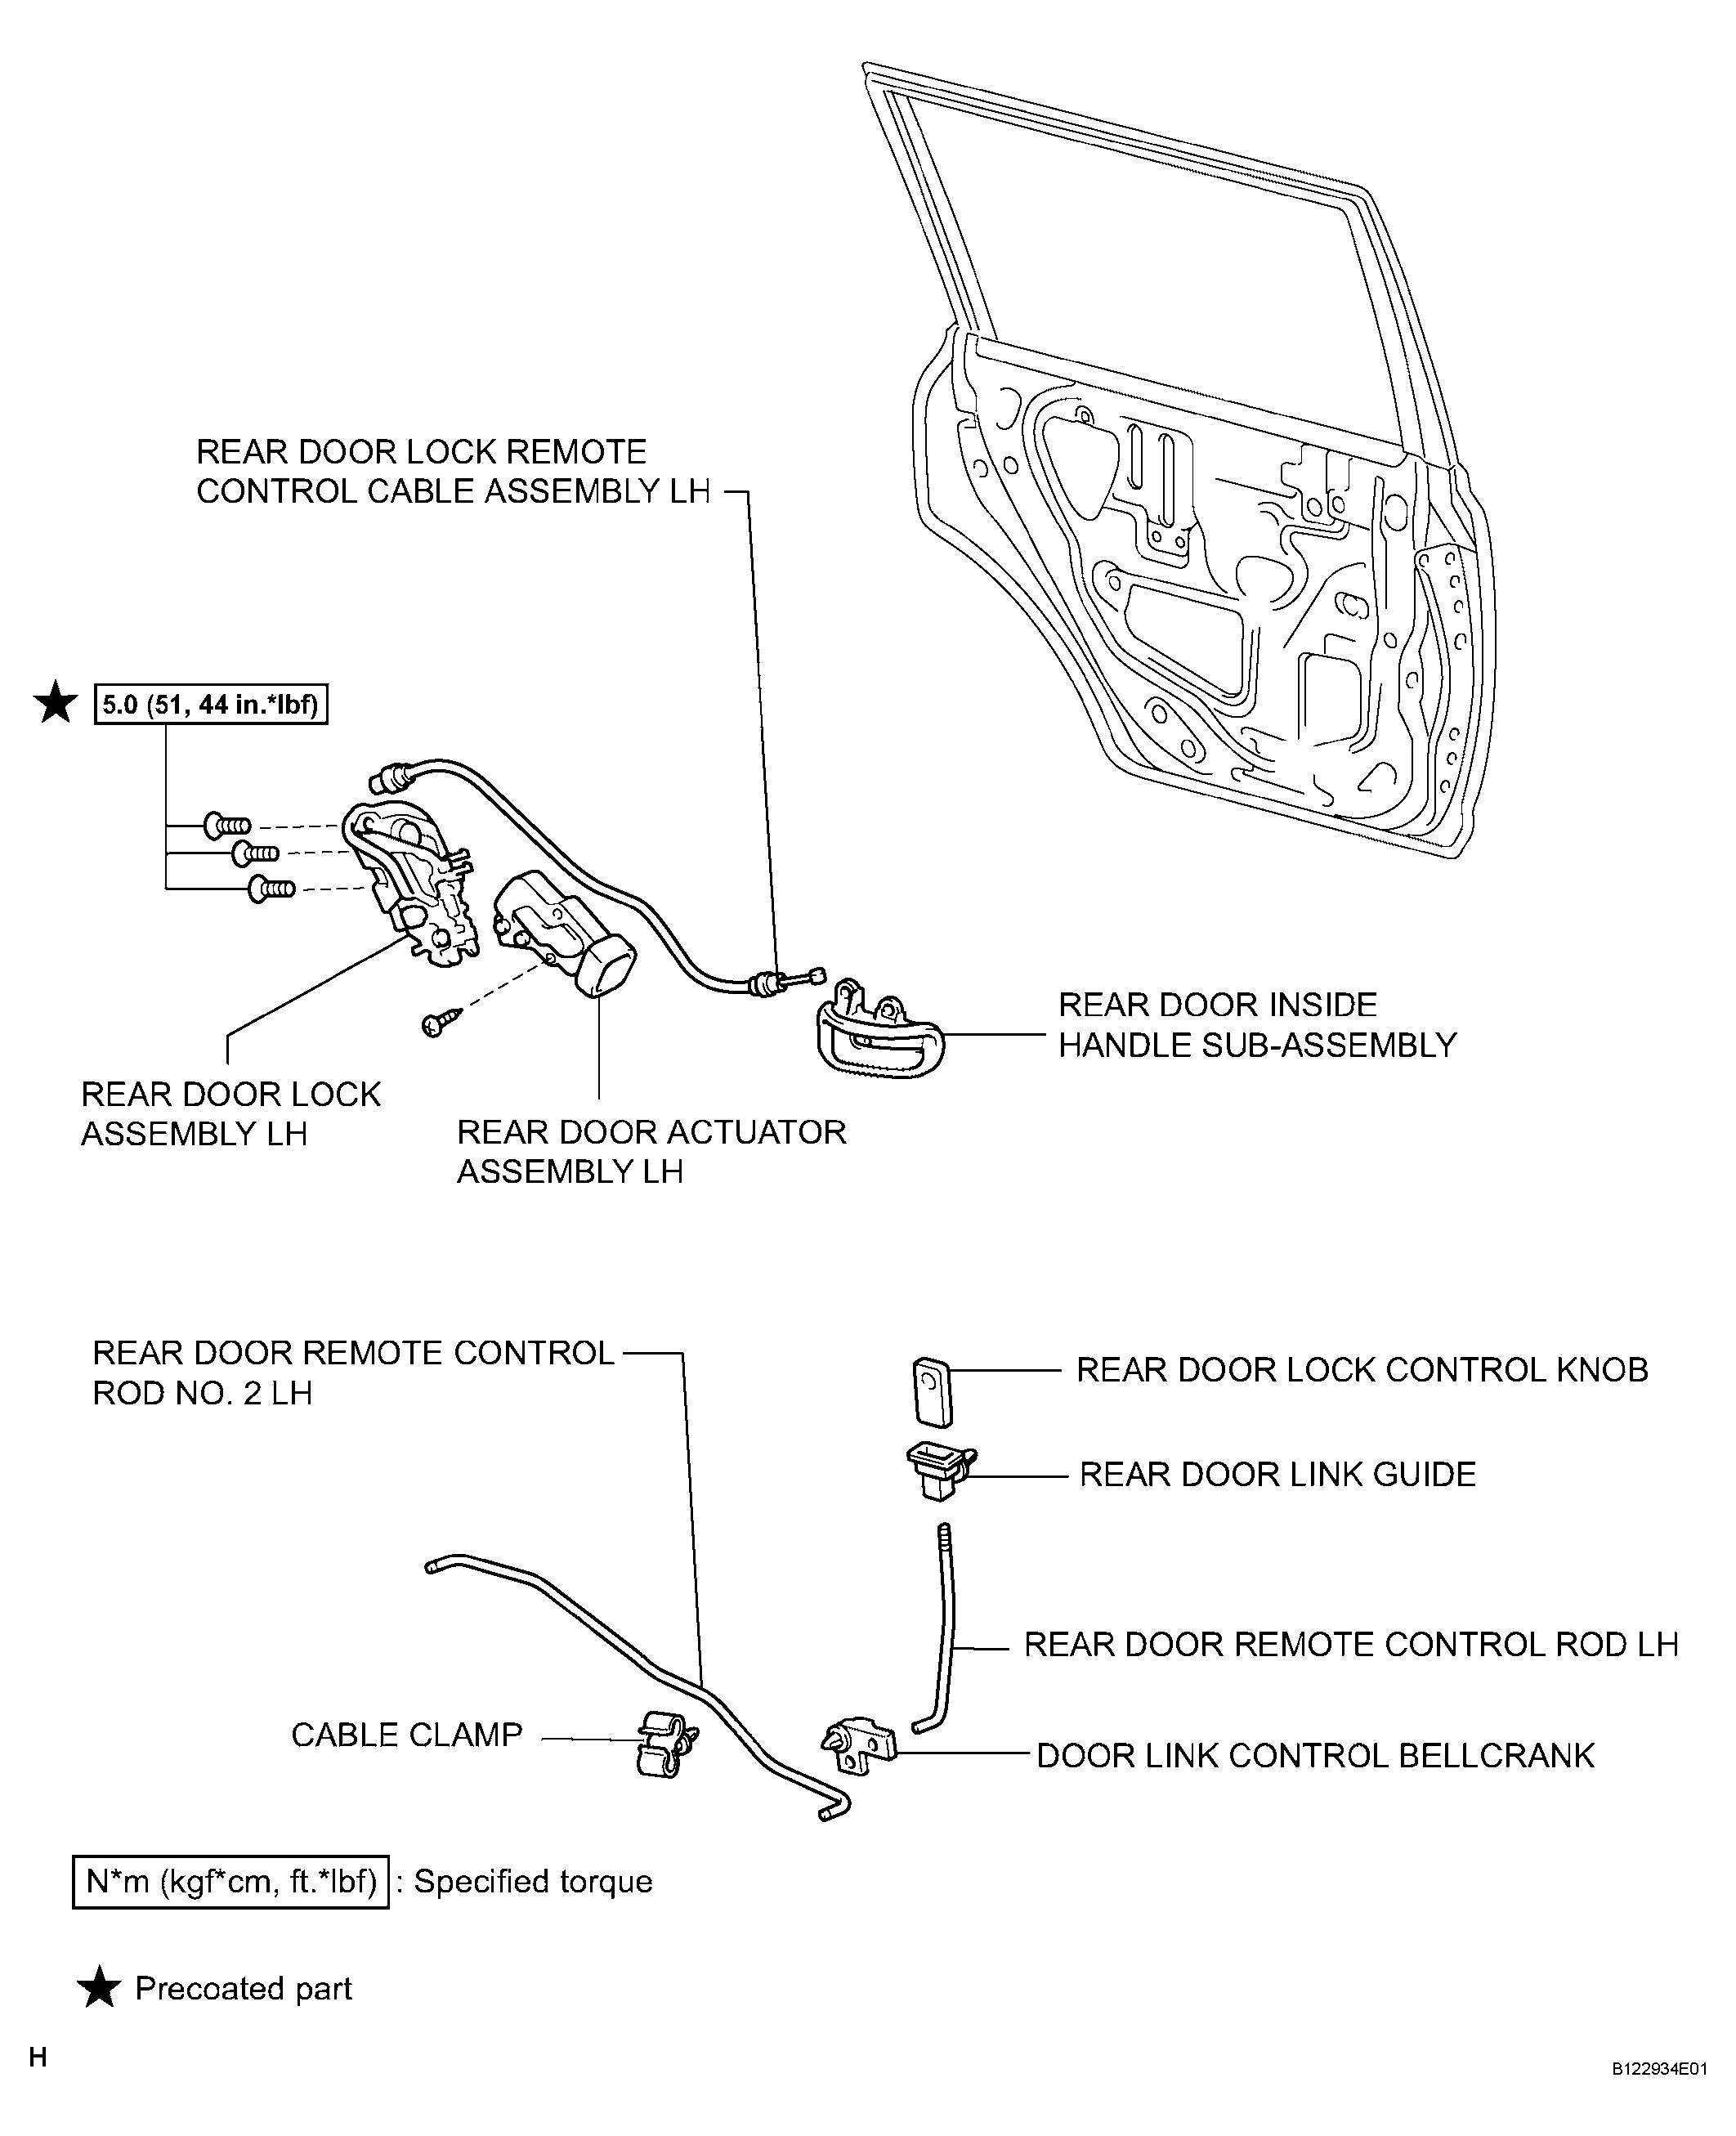 REAR DOOR LOCK REMOTE
CONTROL CABLE ASSEMBLY LH
5.0 (51, 44 in.*lbf)
REAR DOOR INSIDE
HANDLE SUB-ASSEMBLY
REAR DOOR LOCK
ASSEMBLY LH
REAR DOOR ACTUATOR
ASSEMBLY LH
REAR DOOR REMOTE CONTROL
ROD NO. 2 LH
REAR DOOR LOCK CONTROL KNOB
REAR DOOR LINK GUIDE
REAR DOOR REMOTE CONTROL ROD LH
CABLE CLAMP
DOOR LINK CONTROL BELLCRANK
N*m (kgf*cm, ft.*lbf) : Specified torque
Precoated part
H
B122934E01